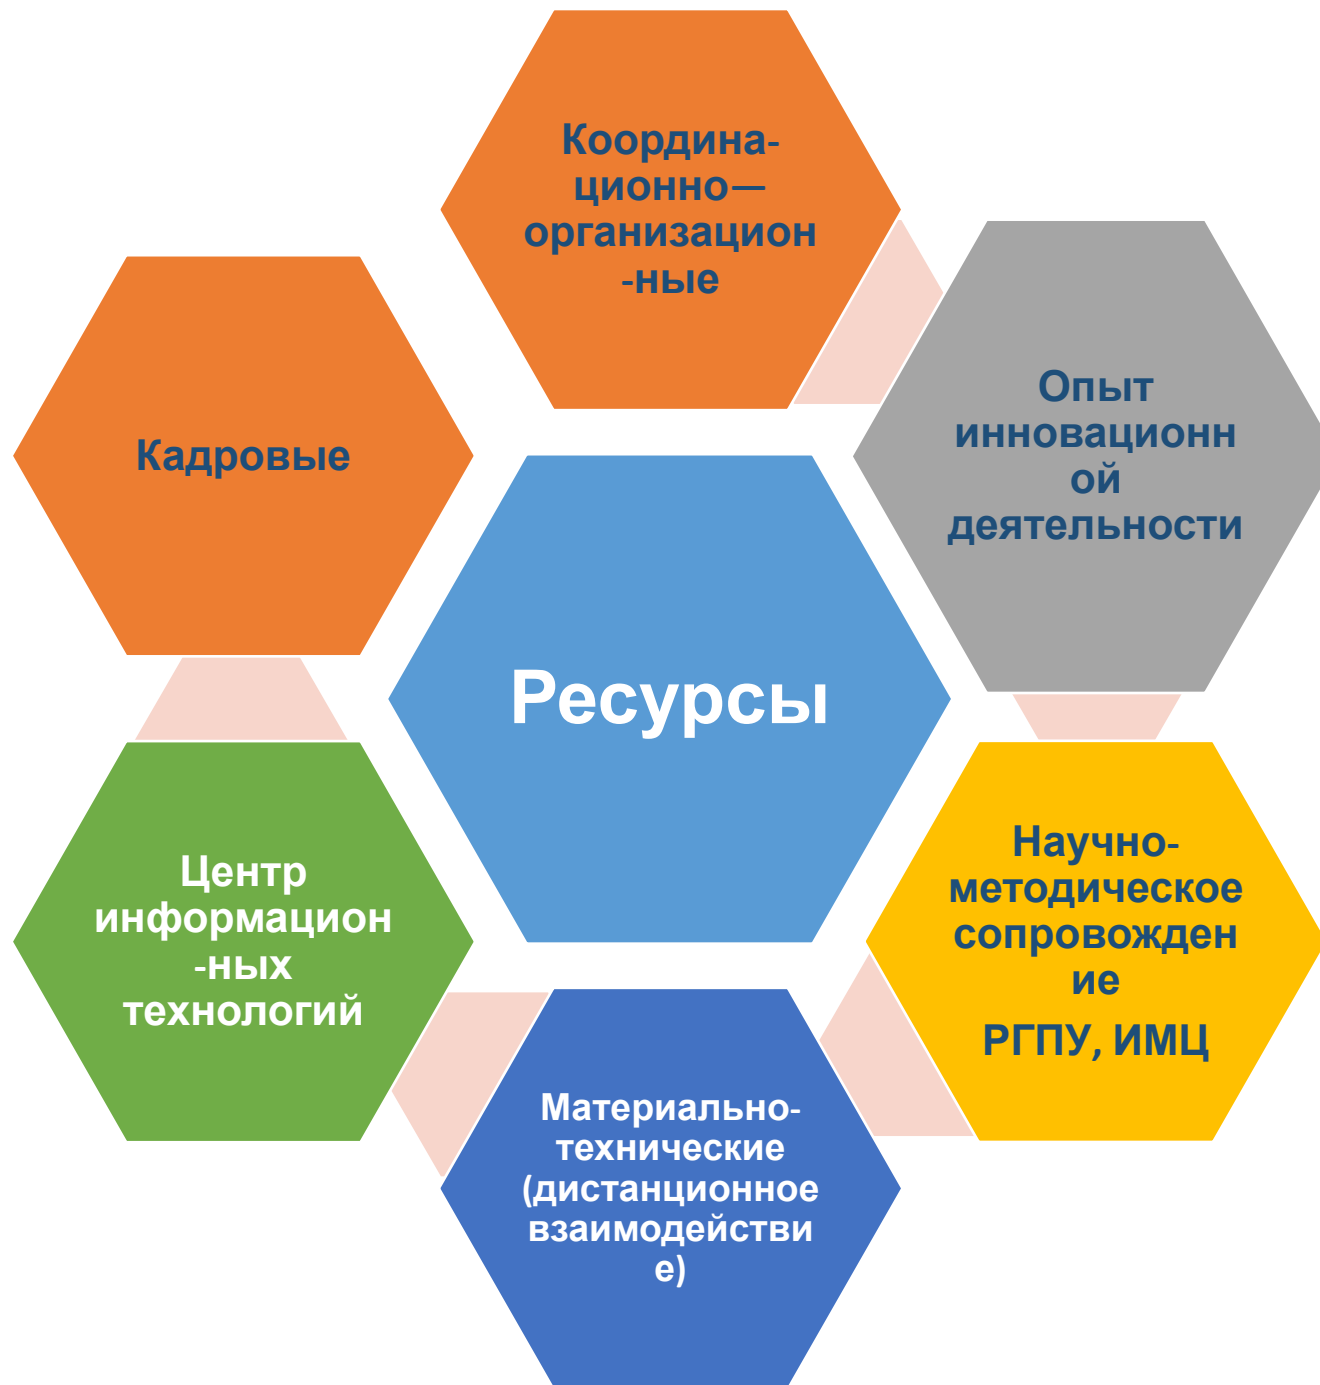 Координа-
ционно—
организацион
-ные
Опыт
инновационн
ой
деятельности
Кадровые
Ресурсы
Научно-
методическое
сопровожден
ие
РГПУ, ИМЦ
Центр
информацион
-ных
технологий
Материально-
технические
(дистанционное
взаимодействи
е)